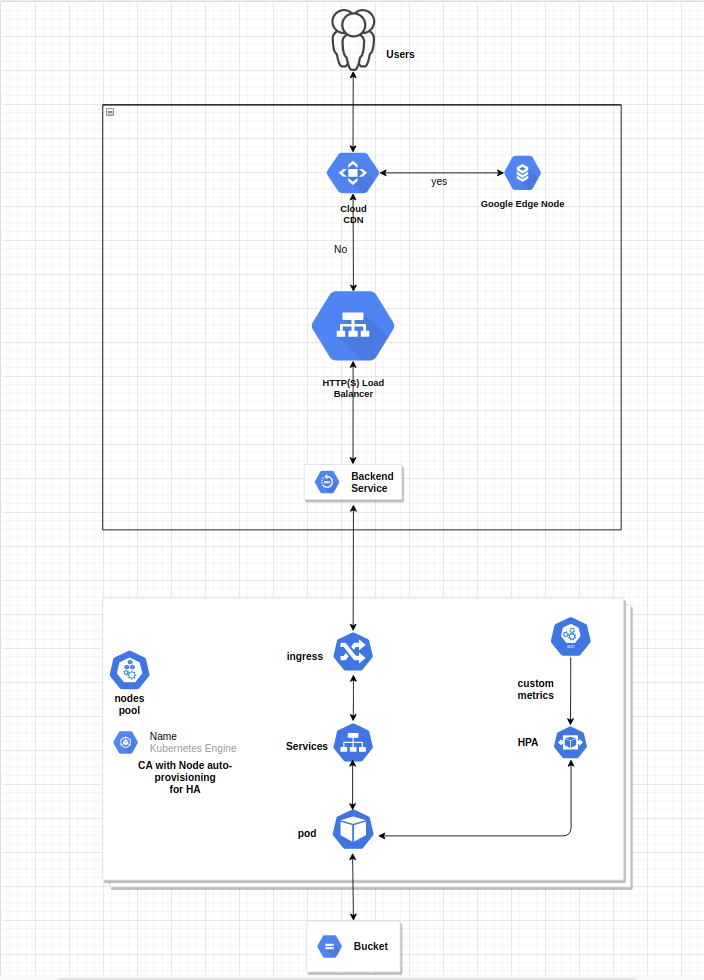 Users
Cloud
CDN
yes
Google Edge Node
No
HTTP(S) Load
Balancer
Backend
Service
ingress
custom
metrics
nodes
pool
Name
Kubernetes Engine
CA with Node auto-
provisioning
for HA
Services
HPA
pod
Bucket